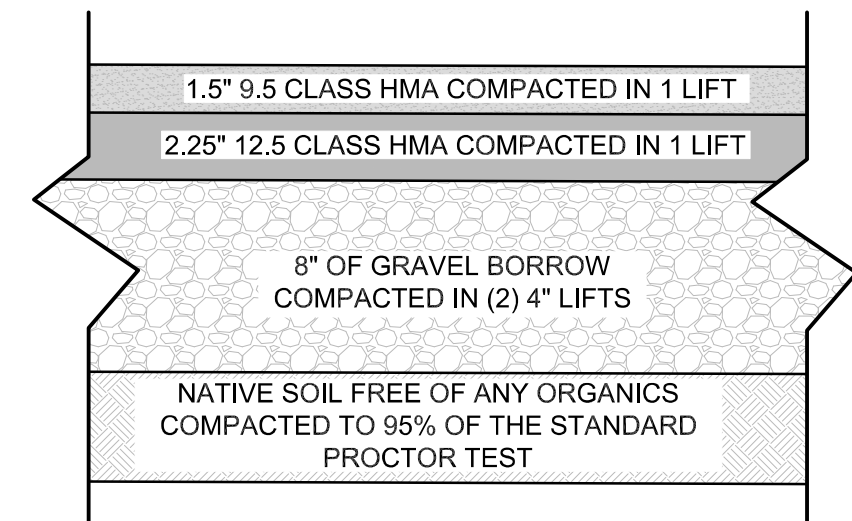 1.5" 9.5 CLASS HMA COMPACTED IN 1 LIFT
2.25" 12.5 CLASS HMA COMPACTED IN 1 LIFT
8" OF GRAVEL BORROW
COMPACTED IN (2) 4" LIFTS
NATIVE SOIL FREE OF ANY ORGANICS
COMPACTED TO 95% OF THE STANDARD
PROCTOR TEST